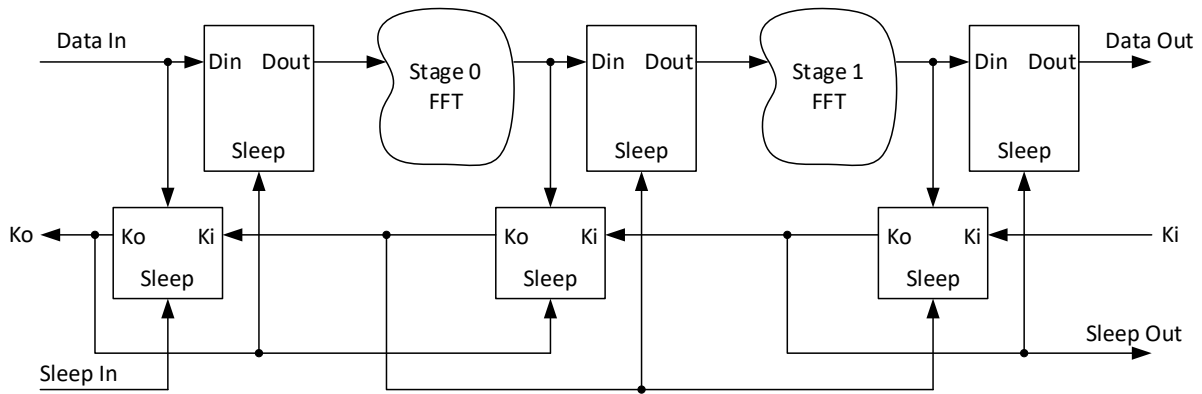 Data In
Din Dout
Sleep
Stage 0
FFT
Din Dout
Sleep
Stage 1
FFT
Din Dout
Sleep
Data Out
Ko
Ko Ki
Sleep
Ko Ki
Sleep
Ko Ki
Sleep
Ki
Sleep In
Sleep Out